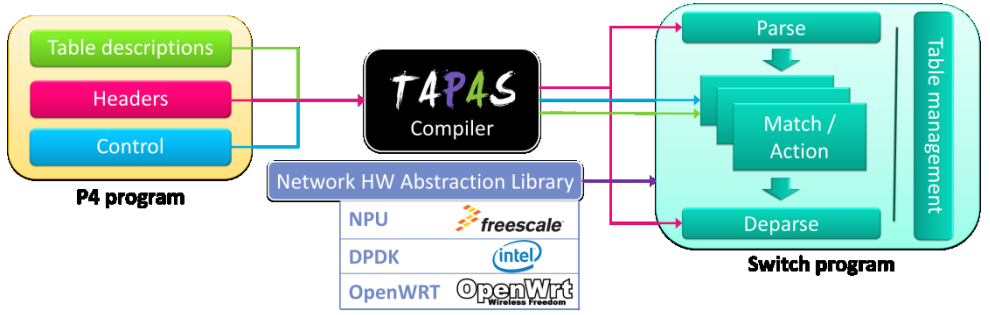 Table descriptions
Headers
Control
P4 program
TAPAS
Compiler
Network HW Abstraction Library
NPU
freescale™
DPDK
intel
OpenWRT
OpenWrt
Wireless Freedom
Parse
Match /
Action
Deparse
Table management
Switch program